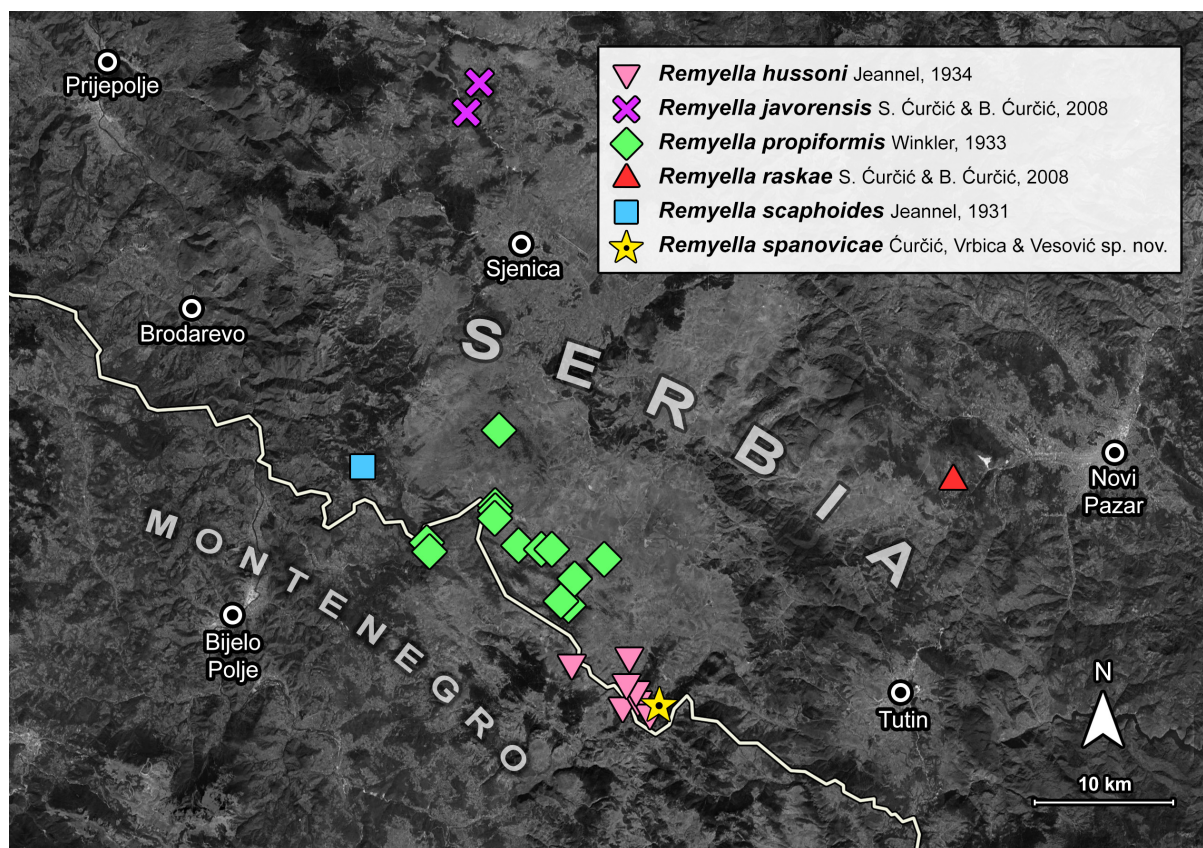 Prijepolje
Remyella hussoni Jeannel, 1934
Remyella javorensis S. Ćurčić & B. Ćurčić, 2008
Remyella propiformis Winkler, 1933
Remyella raskae S. Ćurčić & B. Ćurčić, 2008
Remyella scaphoides Jeannel, 1931
Remyella spanovicae Ćurčić, Vrbica & Vesović sp. nov.
Sjenica
Brodarevo
SERBIA
Novi
Pazar
MONTENEGRO
Bijelo
Polje
Tutin
N
10 km